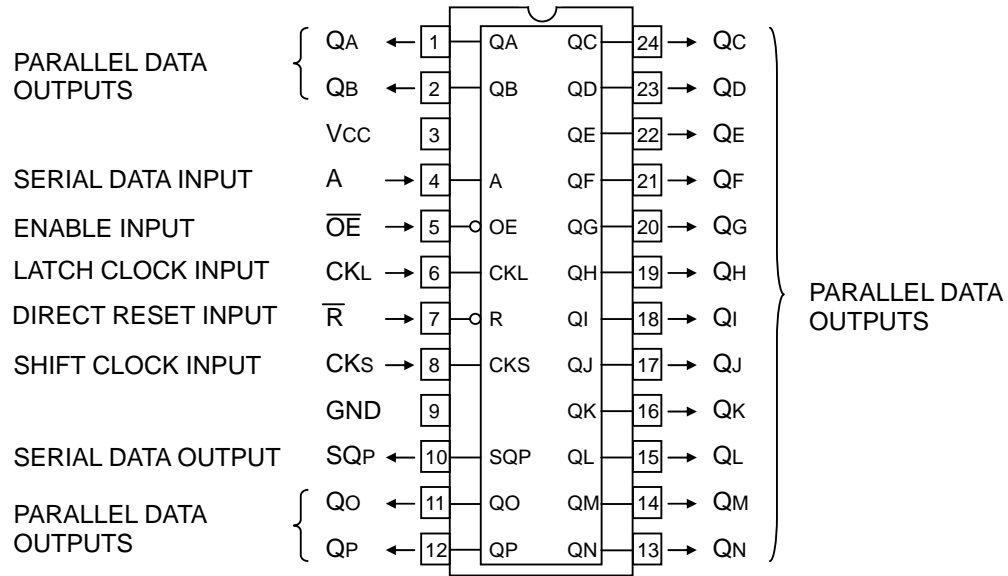 PARALLEL DATA
OUTPUTS
QA 1 QA QC 24 QC
QB 2 QB QD 23 QD
VCC 3 QE 22 QE
SERIAL DATA INPUT A 4 A QF 21 QF
ENABLE INPUT O̅E̅ 5 OE QG 20 QG
LATCH CLOCK INPUT CKL 6 CKL QH 19 QH
DIRECT RESET INPUT R̅ 7 R QI 18 QI
SHIFT CLOCK INPUT CKS 8 CKS QJ 17 QJ
GND 9 QK 16 QK
SERIAL DATA OUTPUT SQP 10 SQP QL 15 QL
PARALLEL DATA
OUTPUTS
QO 11 QO QM 14 QM
QP 12 QP QN 13 QN
PARALLEL DATA
OUTPUTS